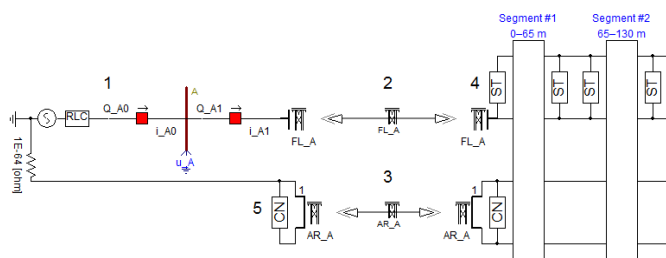 Segment #1
0–65 m
Segment #2
65–130 m
1
2
4
A
Q_A0
Q_A1
RLC
i_A0
i_A1
FL_A
FL_A
FL_A
ST
ST
ST
ST
u_A
1E-64 [ohm]
3
5
CN
1
AR_A
AR_A
1
CN
AR_A